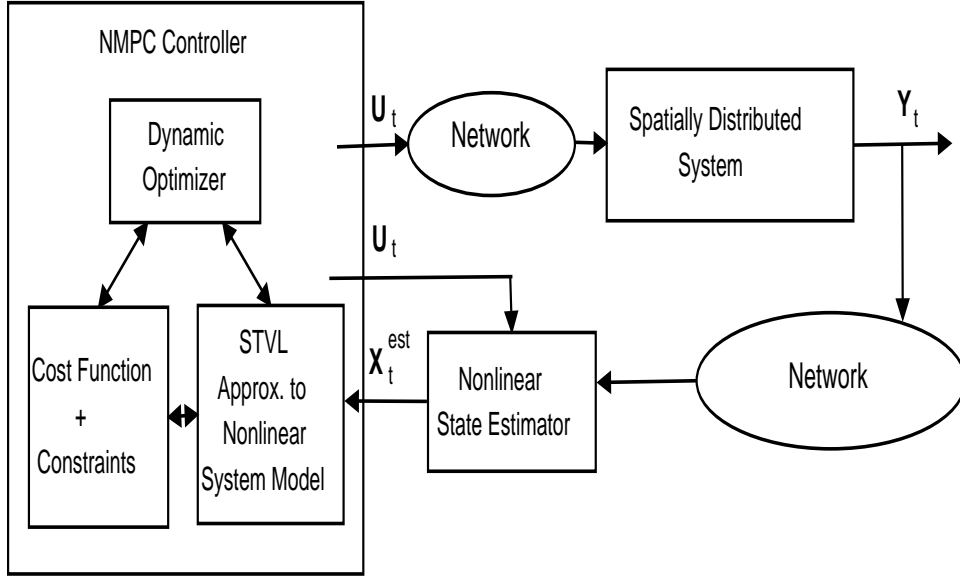 NMPC Controller
Dynamic
Optimizer
U t
Network
Spatially Distributed
System
Y t
U t
Cost Function
+
Constraints
STVL
Approx. to
Nonlinear
System Model
X t est
Nonlinear
State Estimator
Network